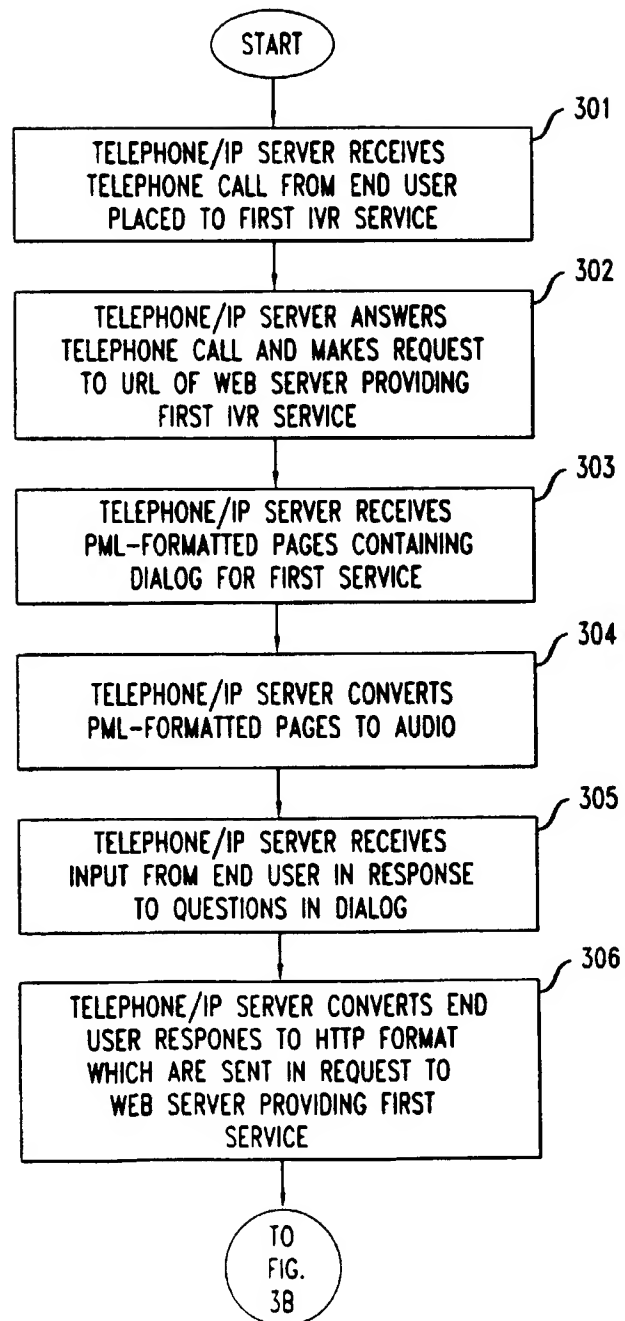 START
301
TELEPHONE/IP SERVER RECEIVES
TELEPHONE CALL FROM END USER
PLACED TO FIRST IVR SERVICE
302
TELEPHONE/IP SERVER ANSWERS
TELEPHONE CALL AND MAKES REQUEST
TO URL OF WEB SERVER PROVIDING
FIRST IVR SERVICE
303
TELEPHONE/IP SERVER RECEIVES
PML-FORMATTED PAGES CONTAINING
DIALOG FOR FIRST SERVICE
304
TELEPHONE/IP SERVER CONVERTS
PML-FORMATTED PAGES TO AUDIO
305
TELEPHONE/IP SERVER RECEIVES
INPUT FROM END USER IN RESPONSE
TO QUESTIONS IN DIALOG
306
TELEPHONE/IP SERVER CONVERTS END
USER RESPONES TO HTTP FORMAT
WHICH ARE SENT IN REQUEST TO
WEB SERVER PROVIDING FIRST
SERVICE
TO
FIG.
3B